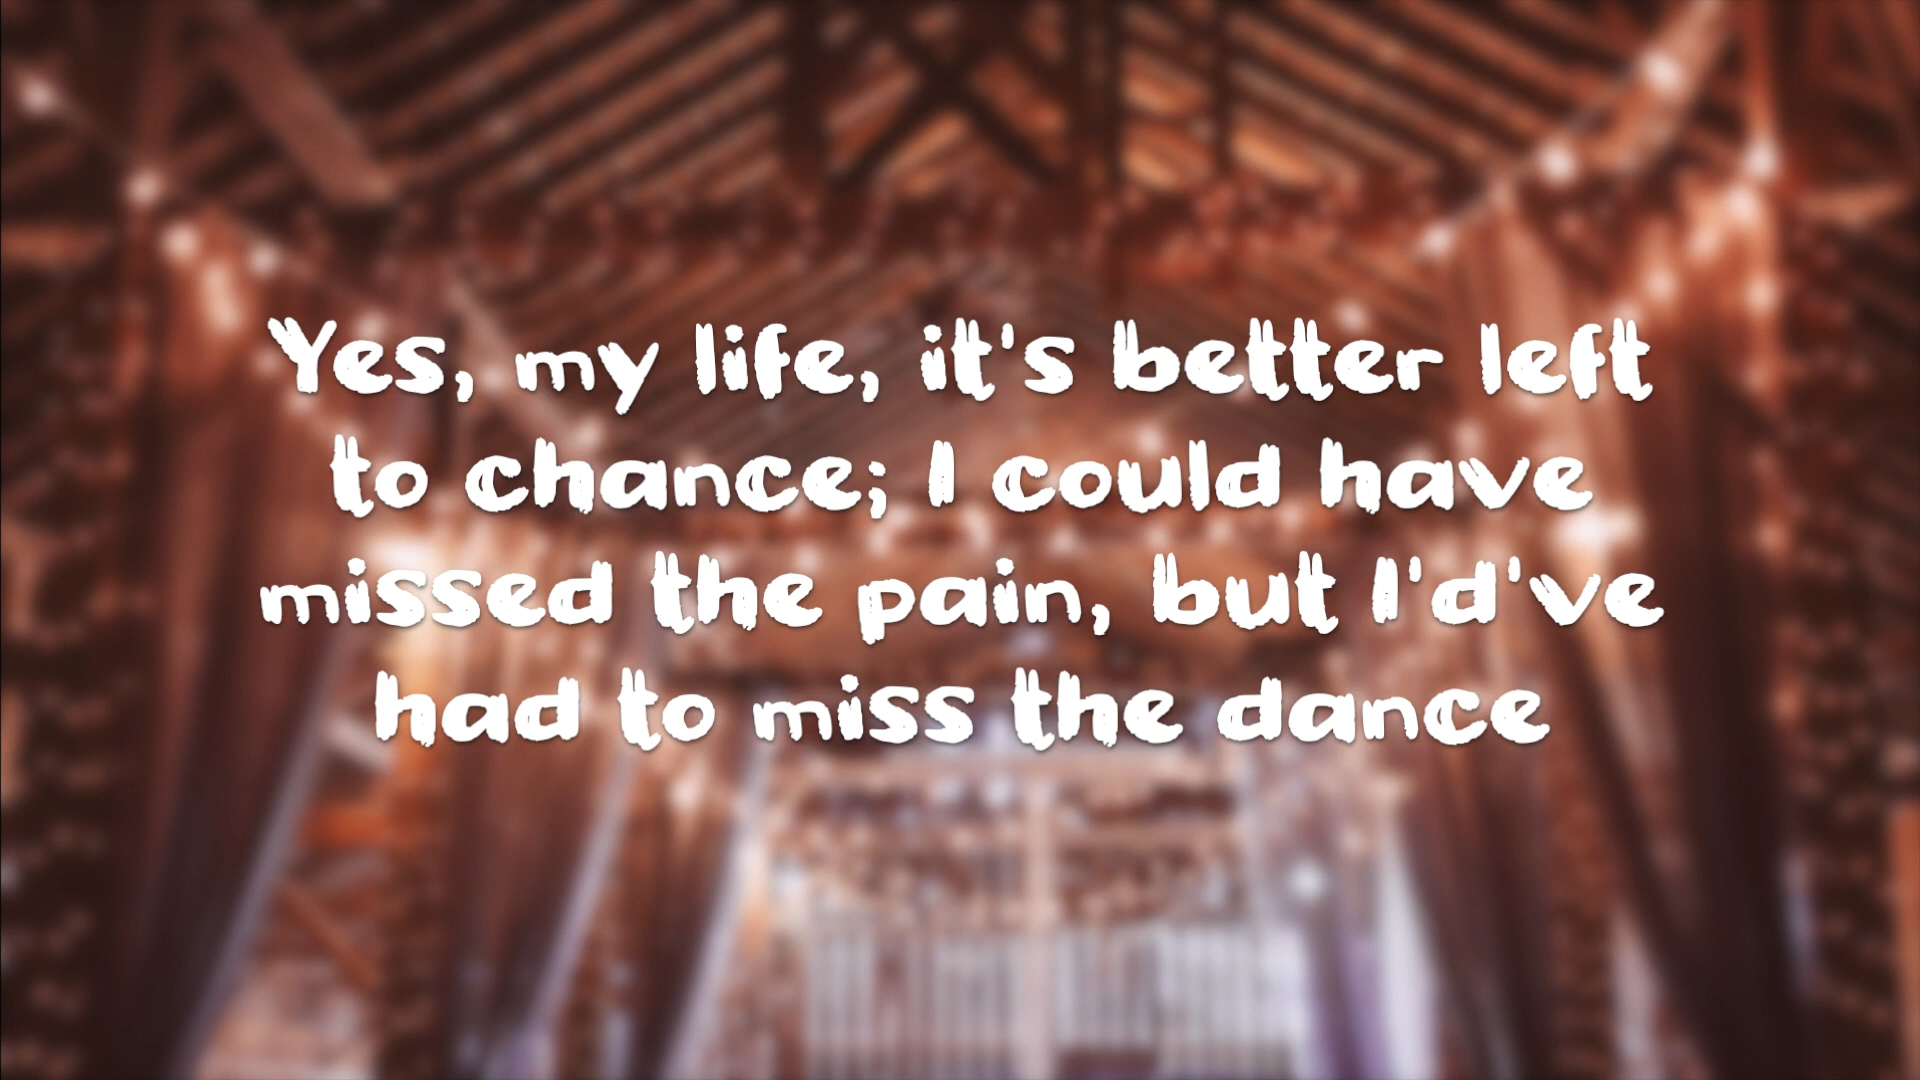 Yes, my life, it's better left
to chance; I could have
missed the pain, but I'd've
had to miss the dance